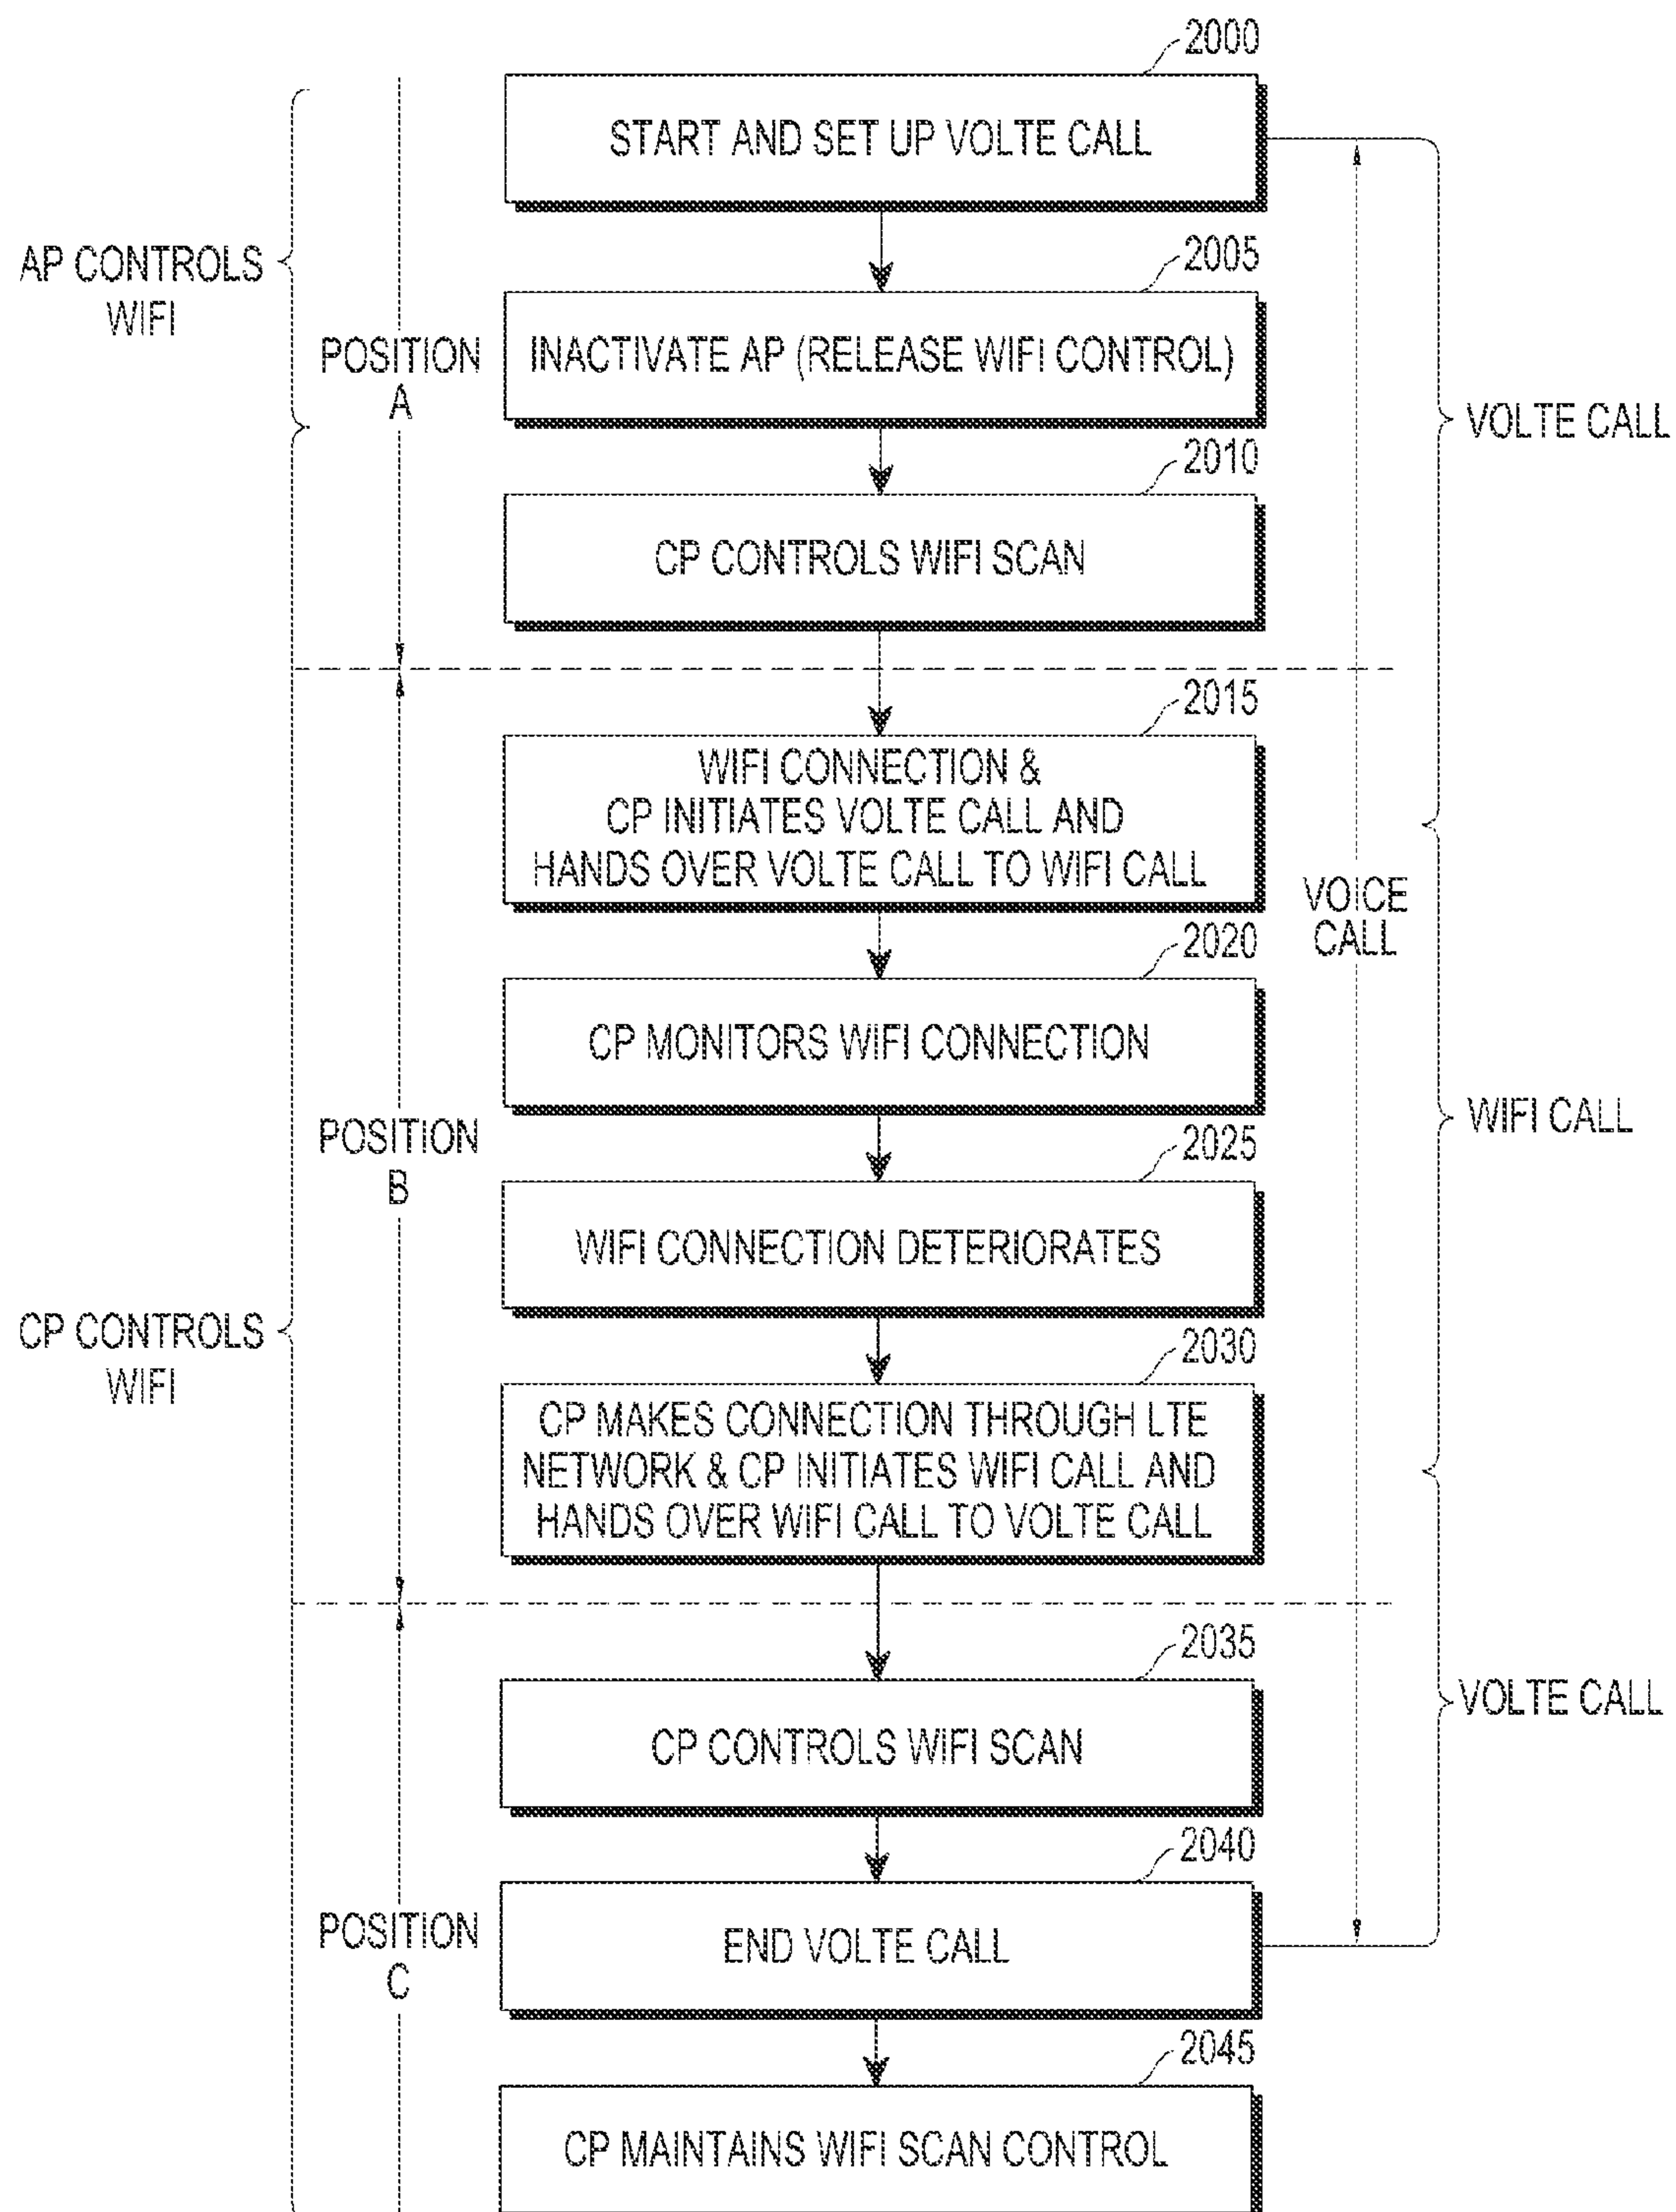 2000
START AND SET UP VOLTE CALL
2005
AP CONTROLS
WIFI
POSITION
A
INACTIVATE AP (RELEASE WIFI CONTROL)
VOLTE CALL
2010
CP CONTROLS WIFI SCAN
2015
WIFI CONNECTION &
CP INITIATES VOLTE CALL AND
HANDS OVER VOLTE CALL TO WIFI CALL
VOICE
CALL
2020
CP MONITORS WIFI CONNECTION
WIFI CALL
POSITION
B
2025
WIFI CONNECTION DETERIORATES
CP CONTROLS
WIFI
2030
CP MAKES CONNECTION THROUGH LTE
NETWORK & CP INITIATES WIFI CALL AND
HANDS OVER WIFI CALL TO VOLTE CALL
2035
CP CONTROLS WIFI SCAN
VOLTE CALL
2040
END VOLTE CALL
POSITION
C
2045
CP MAINTAINS WIFI SCAN CONTROL